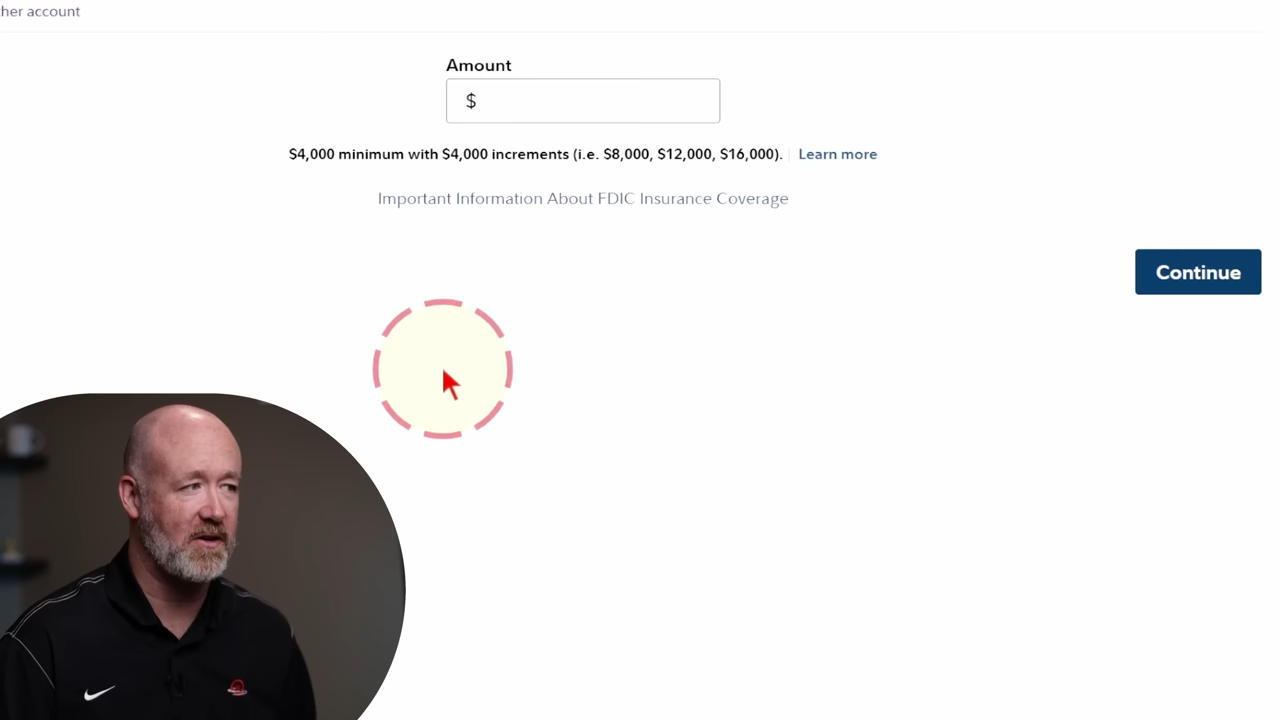 ther account
Amount
$
$4,000 minimum with $4,000 increments (i.e. $8,000, $12,000, $16,000). Learn more
Important Information About FDIC Insurance Coverage
Continue